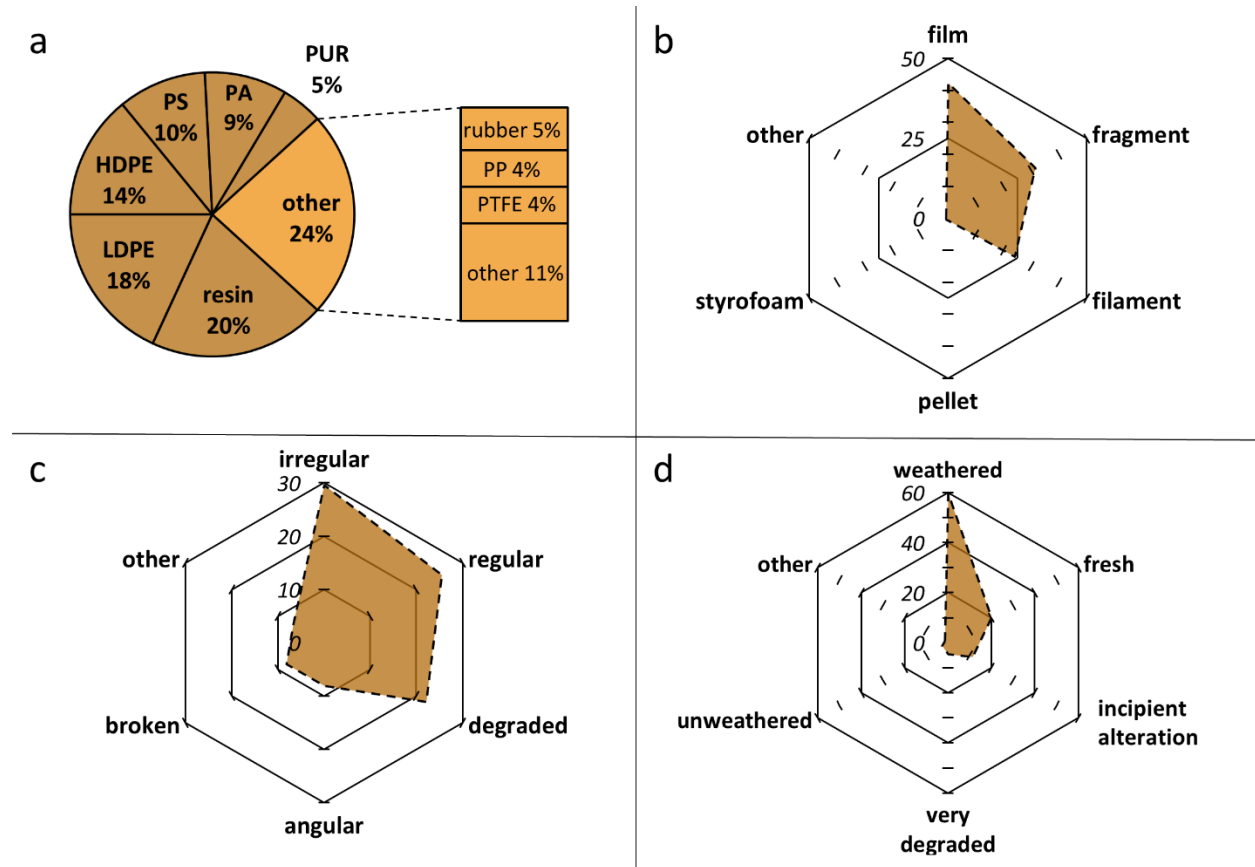 a
PUR
5%
PS
10%
PA
9%
HDPE
14%
other
24%
LDPE
18%
resin
20%
rubber 5%
PP 4%
PTFE 4%
other 11%
b
film
50
other
25
fragment
0
styrofoam
filament
pellet
c
irregular
30
other
20
regular
10
0
broken
degraded
angular
d
weathered
60
other
40
fresh
20
0
unweathered
incipient
alteration
very
degraded